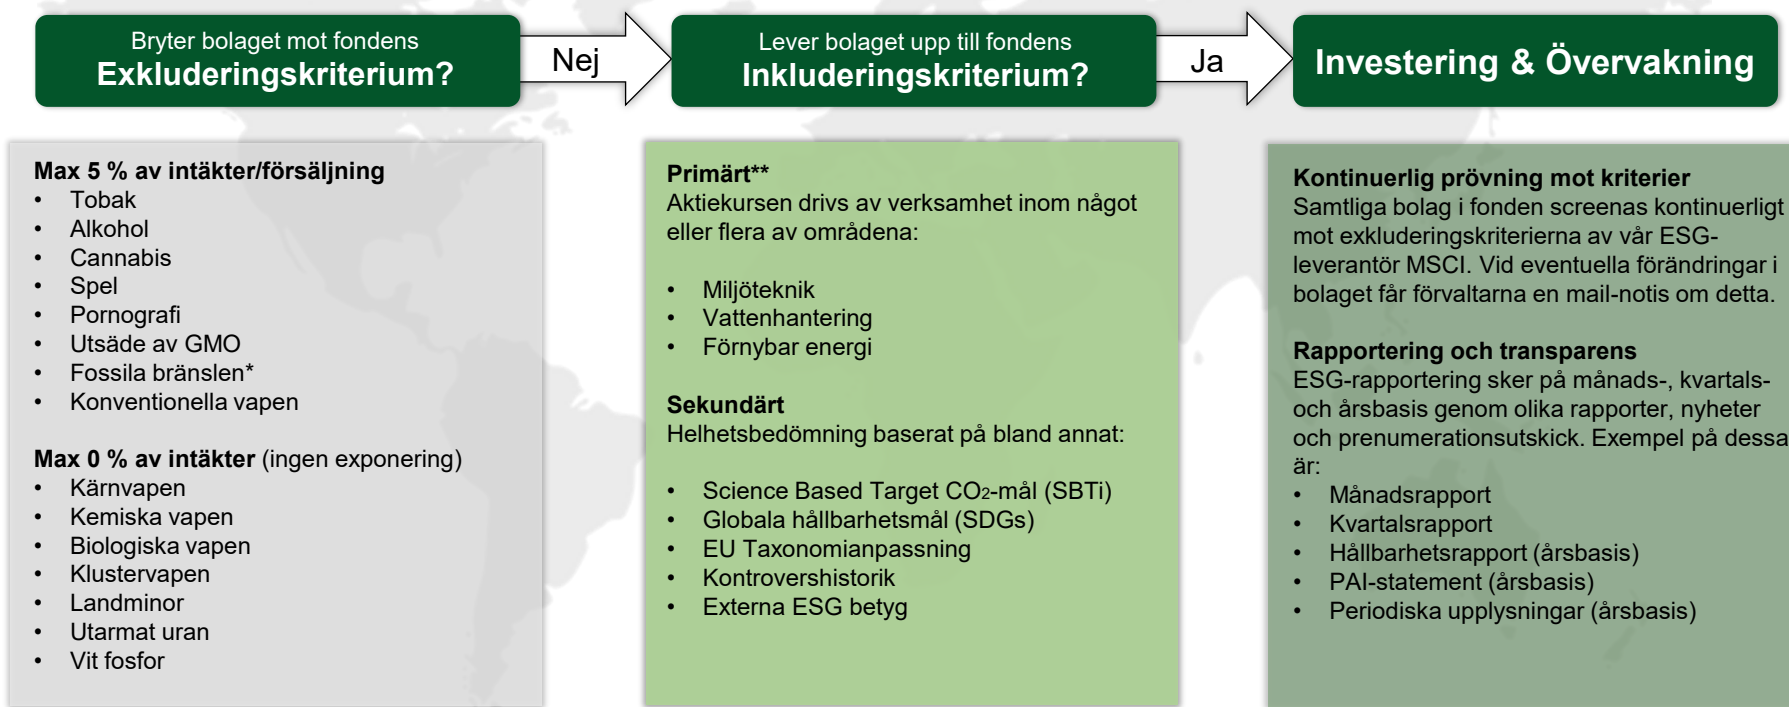 Bryter bolaget mot fondens
Exkluderingskriterium?
Nej
Lever bolaget upp till fondens
Inkluderingskriterium?
Ja
Investering & Övervakning
Max 5 % av intäkter/försäljning
• Tobak
• Alkohol
• Cannabis
• Spel
• Pornografi
• Utsäde av GMO
• Fossila bränslen*
• Konventionella vapen
Max 0 % av intäkter (ingen exponering)
• Kärnvapen
• Kemiska vapen
• Biologiska vapen
• Klustervapen
• Landminor
• Utarmat uran
• Vit fosfor
Primärt**
Aktiekursen drivs av verksamhet inom något
eller flera av områdena:
• Miljöteknik
• Vattenhantering
• Förnybar energi
Sekundärt
Helhetsbedömning baserat på bland annat:
• Science Based Target CO2-mål (SBTi)
• Globala hållbarhetsmål (SDGs)
• EU Taxonomianpassning
• Kontrovershistorik
• Externa ESG betyg
Kontinuerlig prövning mot kriterier
Samtliga bolag i fonden screenas kontinuerligt
mot exkluderingskriterierna av vår ESG-
leverantör MSCI. Vid eventuella förändringar i
bolaget får förvaltarna en mail-notis om detta.
Rapportering och transparens
ESG-rapportering sker på månads-, kvartals-
och årsbasis genom olika rapporter, nyheter
och prenumerationsutskick. Exempel på dessa
är:
• Månadsrapport
• Kvartalsrapport
• Hållbarhetsrapport (årsbasis)
• PAI-statement (årsbasis)
• Periodiska upplysningar (årsbasis)